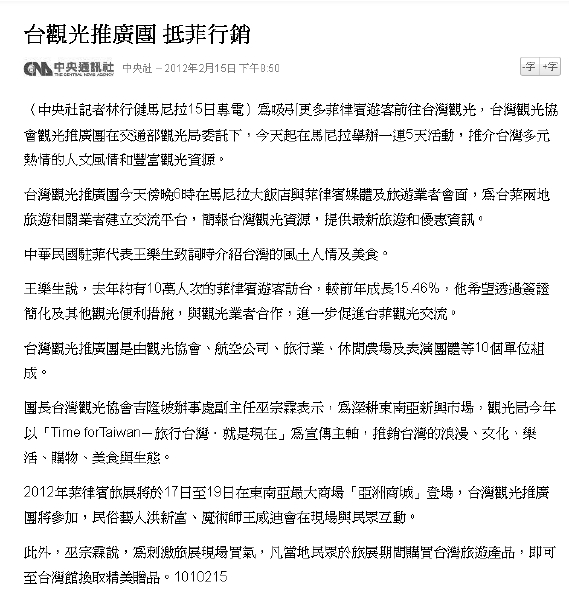 台觀光推廣團 抵菲行銷
CNA 中央通訊社 THE CENTRAL NEWS AGENCY 中央社 – 2012年2月15日 下午8:50
-字 +字
（中央社記者林行健馬尼拉15日專電）為吸引更多菲律賓遊客前往台灣觀光，台灣觀光協
會觀光推廣團在交通部觀光局委託下，今天起在馬尼拉舉辦一連5天活動，推介台灣多元
熱情的人文風情和豐富觀光資源。
台灣觀光推廣團今天傍晚6時在馬尼拉大飯店與菲律賓媒體及旅遊業者會面，為台菲兩地
旅遊相關業者建立交流平台，簡報台灣觀光資源，提供最新旅遊和優惠資訊。
中華民國駐菲代表王樂生致詞時介紹台灣的風土人情及美食。
王樂生說，去年約有10萬人次的菲律賓遊客訪台，較前年成長15.46%，他希望透過簽證
簡化及其他觀光便利措施，與觀光業者合作，進一步促進台菲觀光交流。
台灣觀光推廣團是由觀光協會、航空公司、旅行業、休閒農場及表演團體等10個單位組
成。
團長台灣觀光協會吉隆坡辦事處副主任巫宗霖表示，為深耕東南亞新興市場，觀光局今年
以「Time forTaiwan－旅行台灣．就是現在」為宣傳主軸，推銷台灣的浪漫、文化、樂
活、購物、美食與生態。
2012年菲律賓旅展將於17日至19日在東南亞最大商場「亞洲商城」登場，台灣觀光推廣
團將參加，民俗藝人洪新富、魔術師王威迪會在現場與民眾互動。
此外，巫宗霖說，為刺激旅展現場買氣，凡當地民眾於旅展期間購買台灣旅遊產品，即可
至台灣館換取精美贈品。1010215